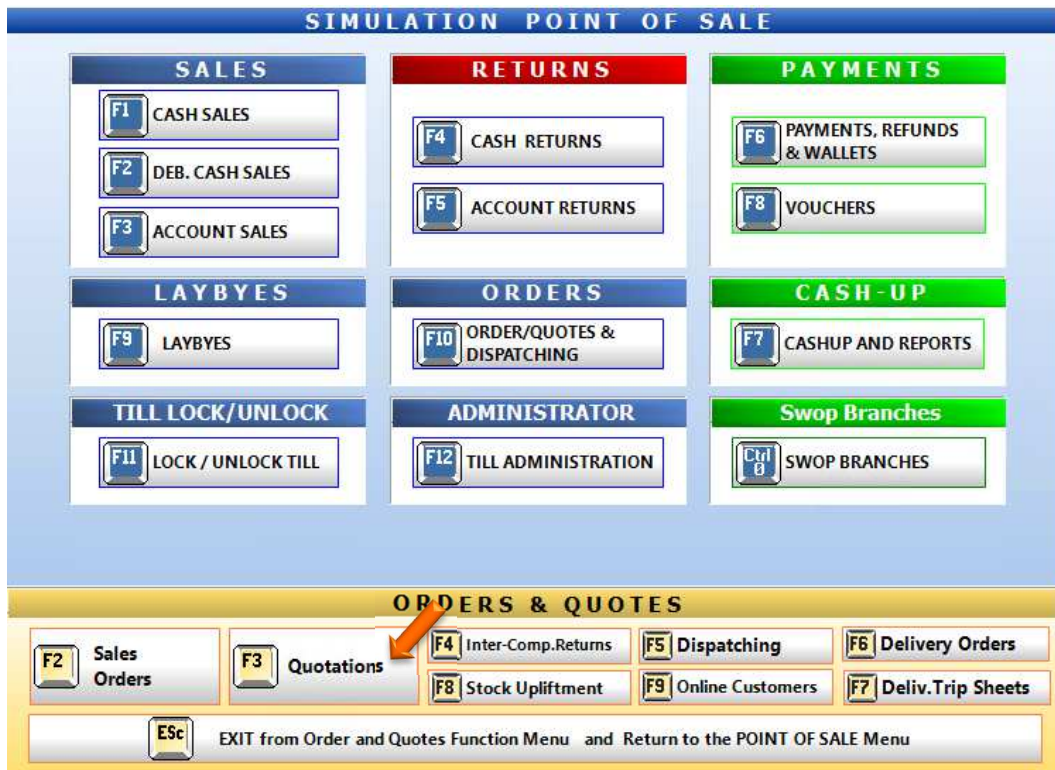 SIMULATION POINT OF SALE
SALES
F1 CASH SALES
F2 DEB. CASH SALES
F3 ACCOUNT SALES
RETURNS
F4 CASH RETURNS
F5 ACCOUNT RETURNS
PAYMENTS
F6 PAYMENTS, REFUNDS
& WALLETS
F8 VOUCHERS
LAYBYES
F9 LAYBYES
ORDERS
F10 ORDER/QUOTES &
DISPATCHING
CASH-UP
F7 CASHUP AND REPORTS
TILL LOCK/UNLOCK
F11 LOCK / UNLOCK TILL
ADMINISTRATOR
F12 TILL ADMINISTRATION
Swop Branches
Ctrl
0
SWOP BRANCHES
ORDERS & QUOTES
F2 Sales
Orders
F3 Quotations
F4 Inter-Comp.Returns
F5 Dispatching
F6 Delivery Orders
F8 Stock Upliftment
F9 Online Customers
F7 Deliv.Trip Sheets
ESc EXIT from Order and Quotes Function Menu and Return to the POINT OF SALE Menu